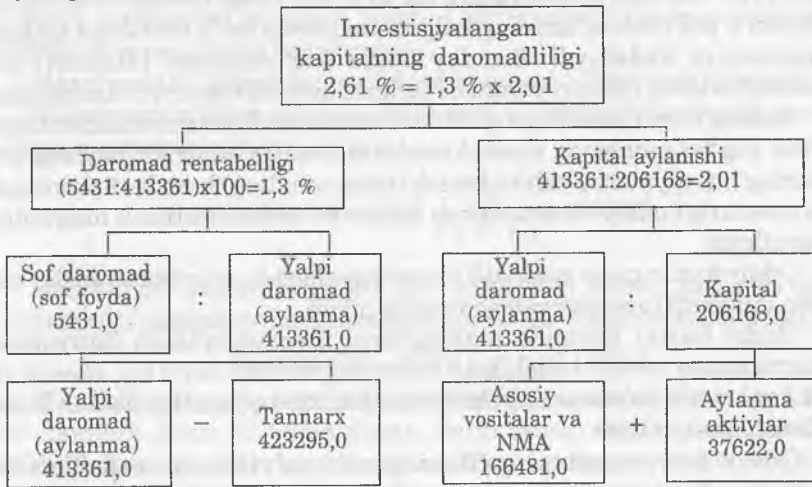 Investisiyalangan
kapitalning daromadliligi
2,61 % = 1,3 % x 2,01
Daromad rentabelligi
(5431:413361)x100=1,3 %
Kapital aylanishi
413361:206168=2,01
Sof daromad
(sof foyda)
5431,0
:
Yalpi
daromad
(aylanma)
413361,0
Yalpi
daromad
(aylanma)
413361,0
:
Kapital
206168,0
Yalpi
daromad
(aylanma)
413361,0
−
Tannarx
423295,0
Asosiy
vositalar va
NMA
166481,0
+
Aylanma
aktivlar
37622,0